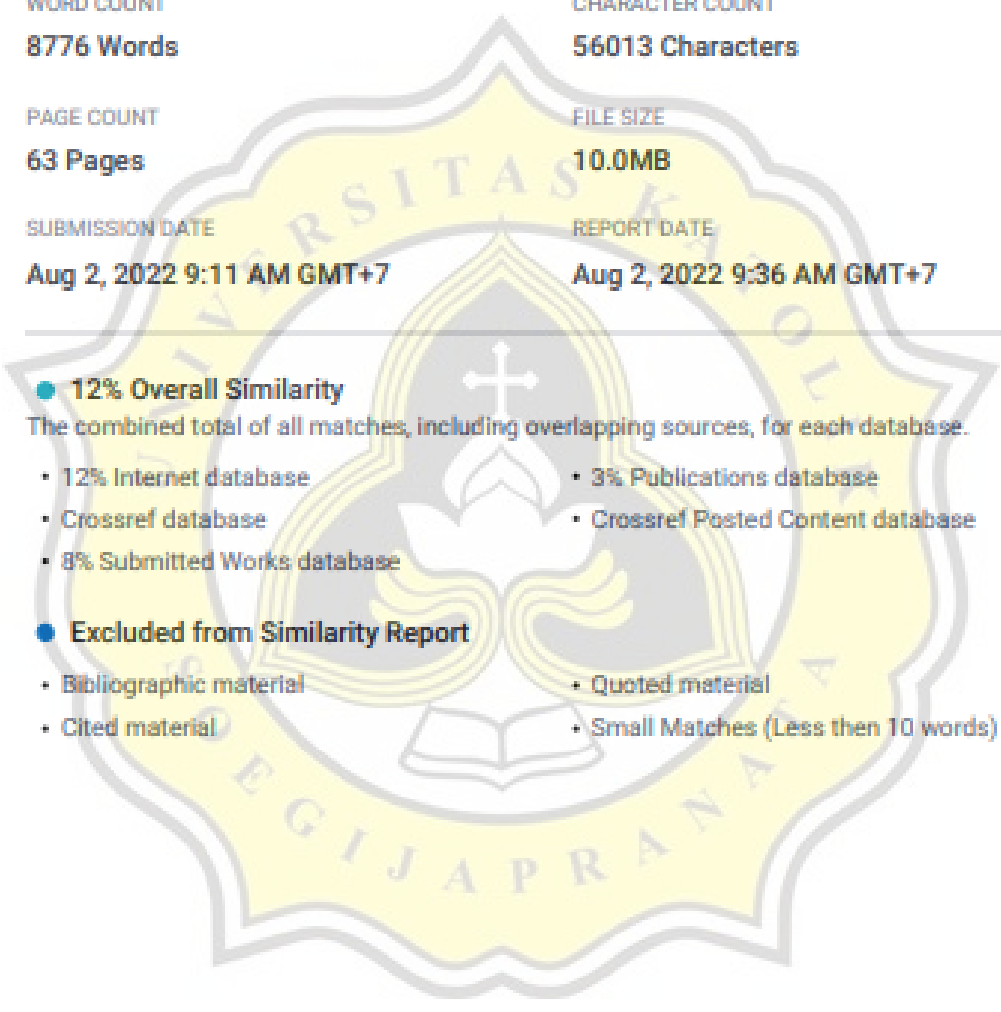 WORD COUNT CHARACTER COUNT
8776 Words 56013 Characters
PAGE COUNT FILE SIZE
63 Pages 10.0MB
SUBMISSION DATE REPORT DATE
Aug 2, 2022 9:11 AM GMT+7 Aug 2, 2022 9:36 AM GMT+7
12% Overall Similarity
The combined total of all matches, including overlapping sources, for each database.
• 12% Internet database • 3% Publications database
• Crossref database • Crossref Posted Content database
• 8% Submitted Works database
Excluded from Similarity Report
• Bibliographic material • Quoted material
• Cited material • Small Matches (Less then 10 words)
UNIVERSITAS KATOLIK
SOEGIJAPRANATA